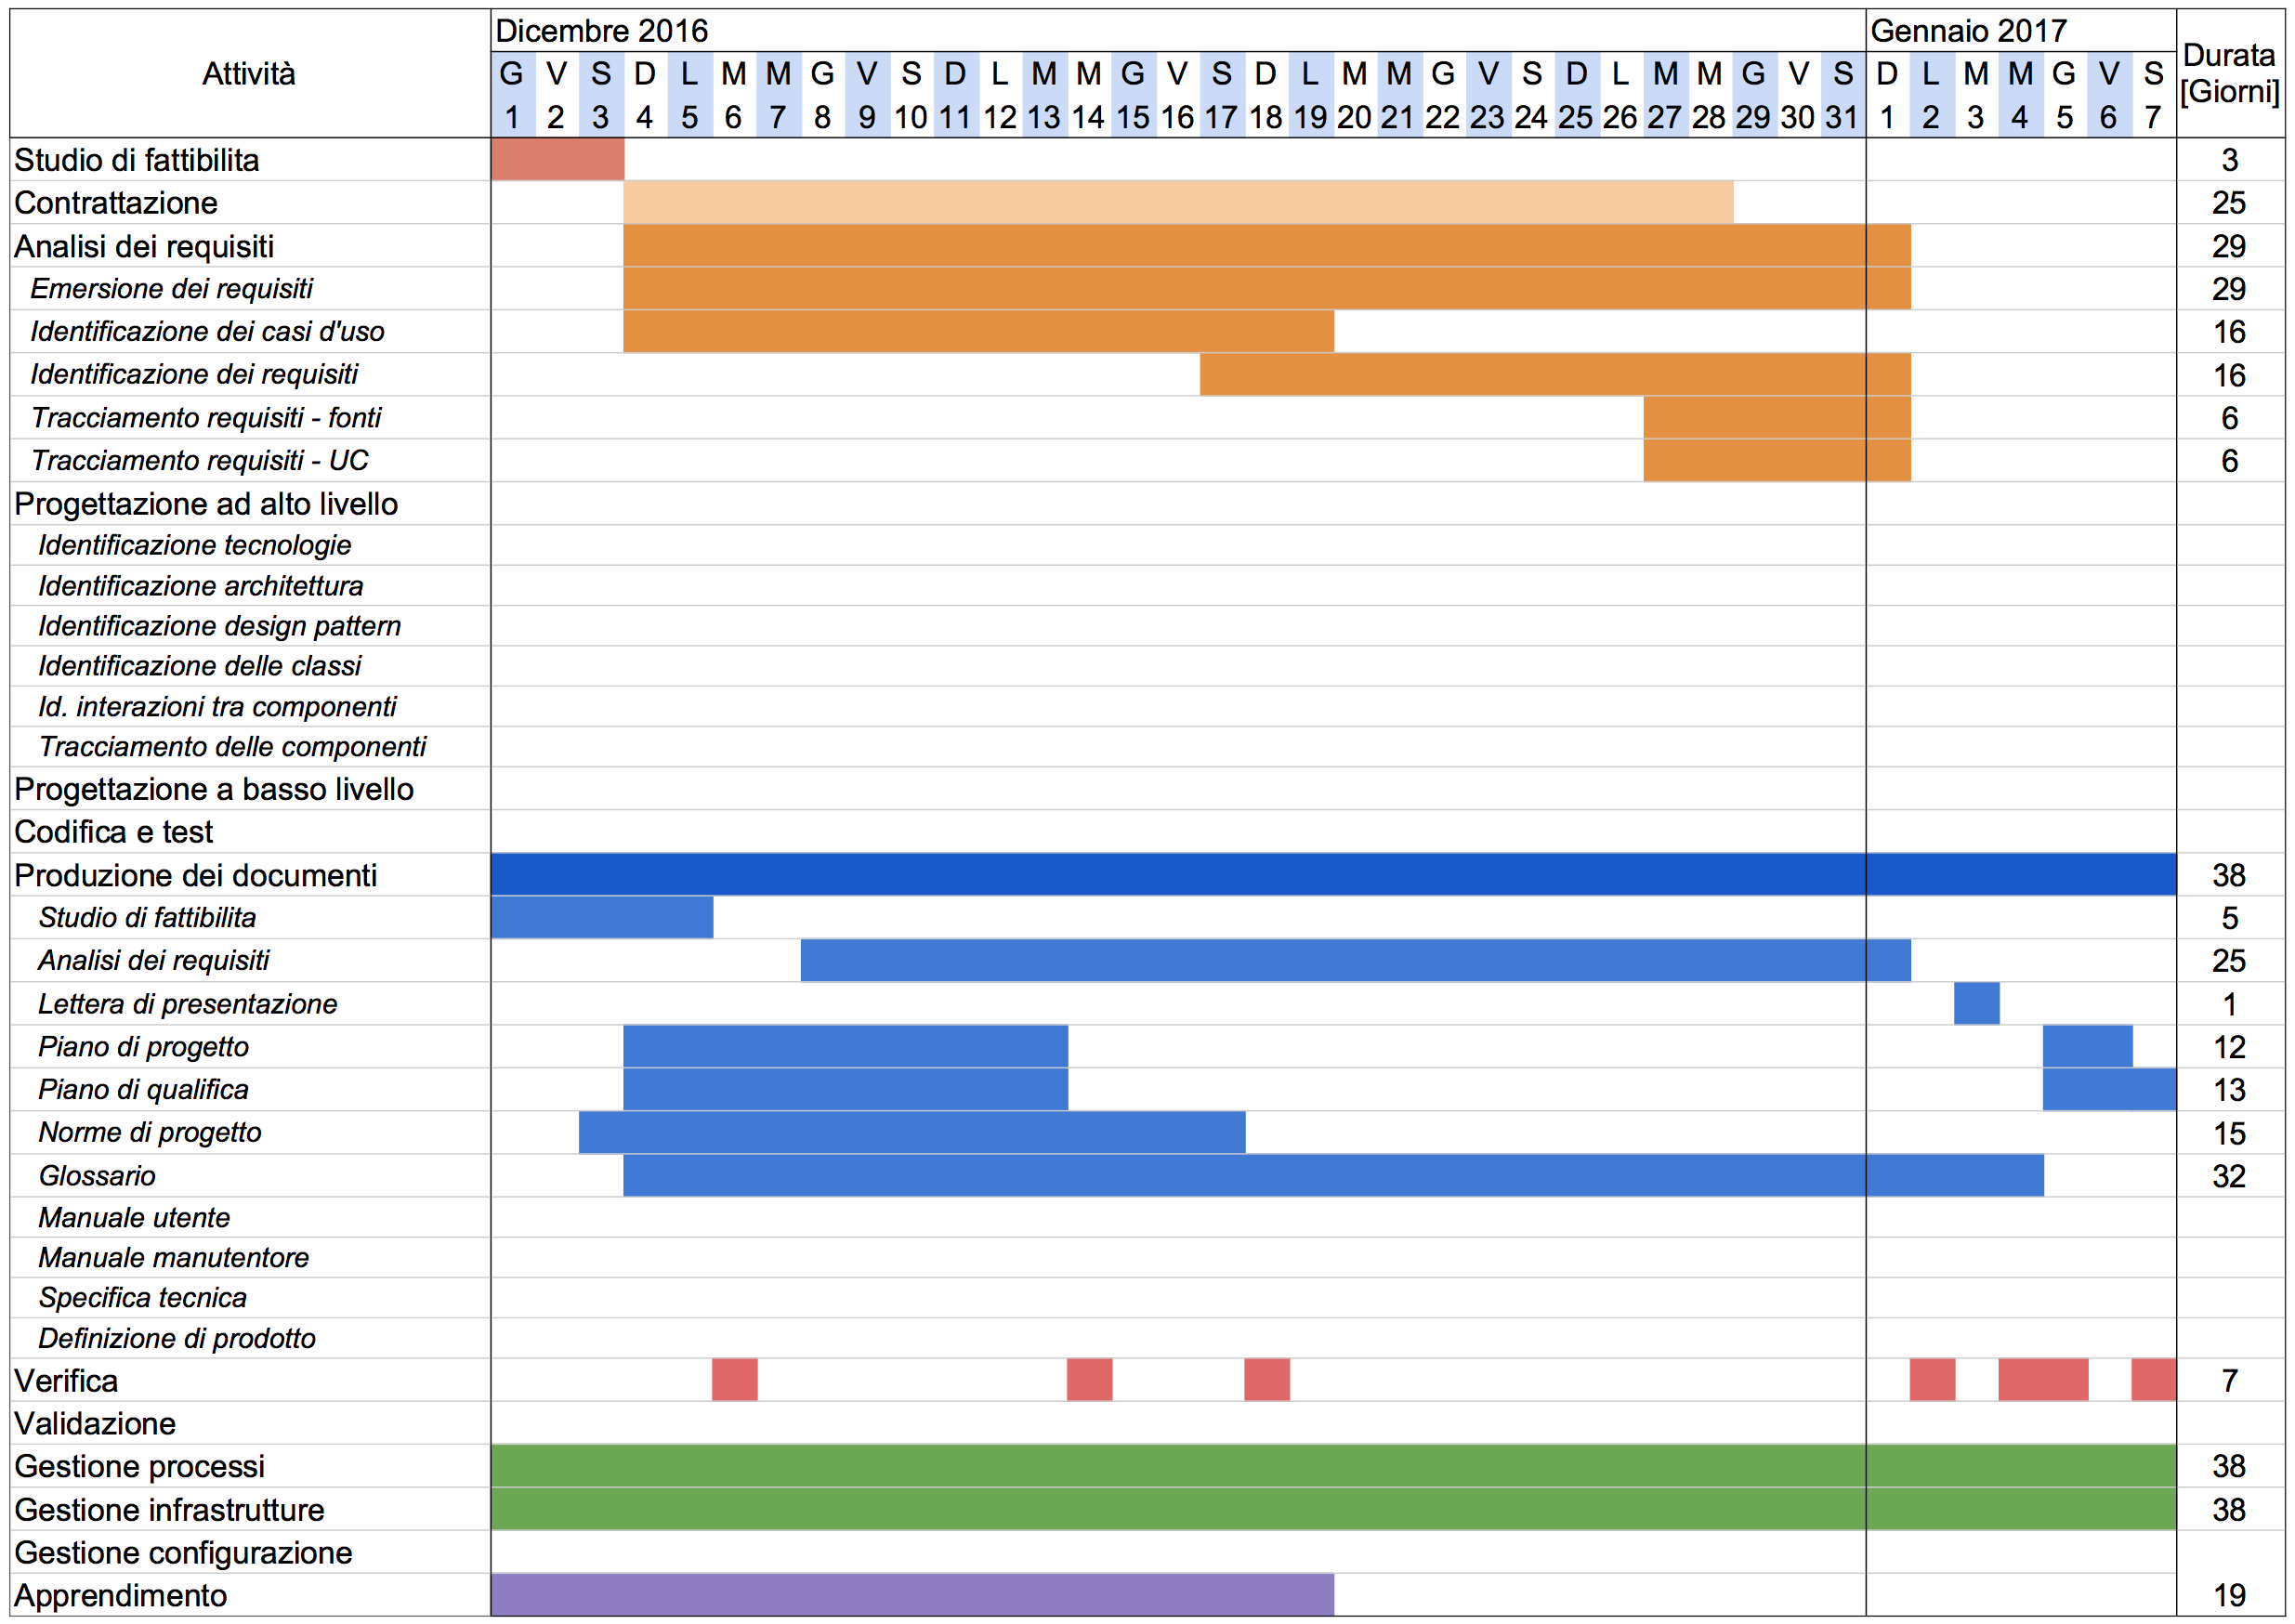 Attività Dicembre 2016 Gennaio 2017 Durata [Giorni]
G V S D L M M G V S D L M M G V S D L M M G V S D L M M G V S D L M M G V S
1 2 3 4 5 6 7 8 9 10 11 12 13 14 15 16 17 18 19 20 21 22 23 24 25 26 27 28 29 30 31 1 2 3 4 5 6 7
Studio di fattibilita 3
Contrattazione 25
Analisi dei requisiti 29
Emersione dei requisiti 29
Identificazione dei casi d'uso 16
Identificazione dei requisiti 16
Tracciamento requisiti - fonti 6
Tracciamento requisiti - UC 6
Progettazione ad alto livello
Identificazione tecnologie
Identificazione architettura
Identificazione design pattern
Identificazione delle classi
Id. interazioni tra componenti
Tracciamento delle componenti
Progettazione a basso livello
Codifica e test
Produzione dei documenti 38
Studio di fattibilita 5
Analisi dei requisiti 25
Lettera di presentazione 1
Piano di progetto 12
Piano di qualifica 13
Norme di progetto 15
Glossario 32
Manuale utente
Manuale manutentore
Specifica tecnica
Definizione di prodotto
Verifica 7
Validazione
Gestione processi 38
Gestione infrastrutture 38
Gestione configurazione
Apprendimento 19